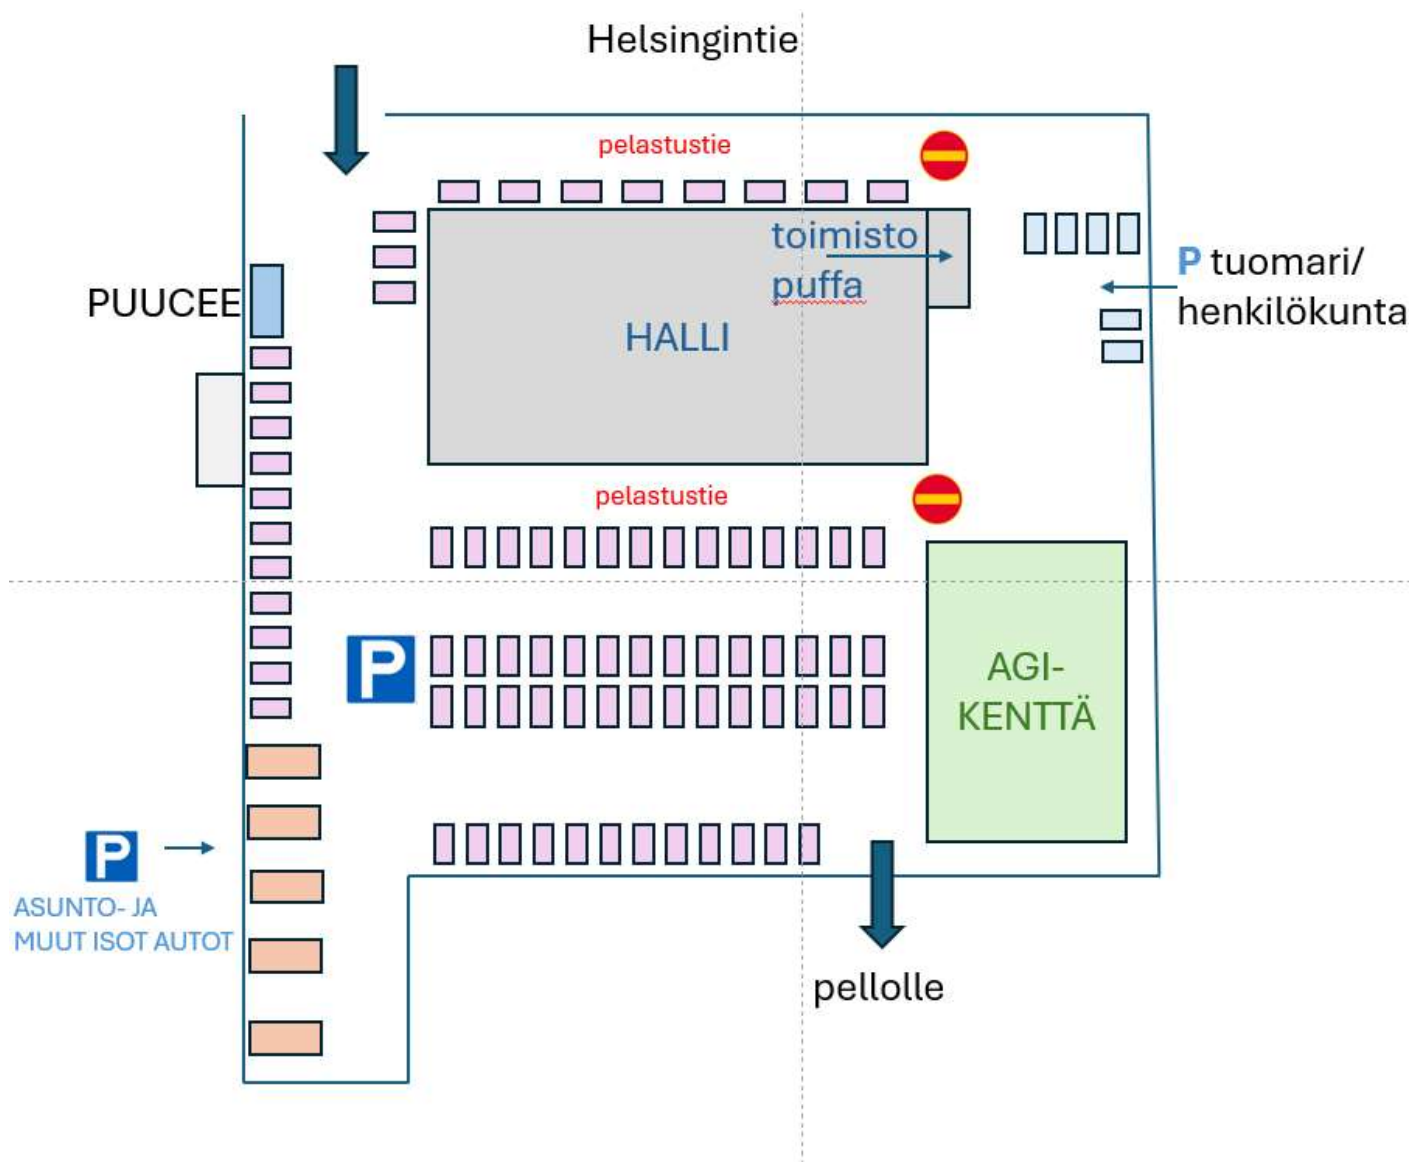 Helsingintie
pelastustie
toimisto
puffa
HALLI
P tuomari/
henkilökunta
PUUCEE
pelastustie
P
AGI-
KENTTÄ
P
ASUNTO- JA
MUUT ISOT AUTOT
pellolle